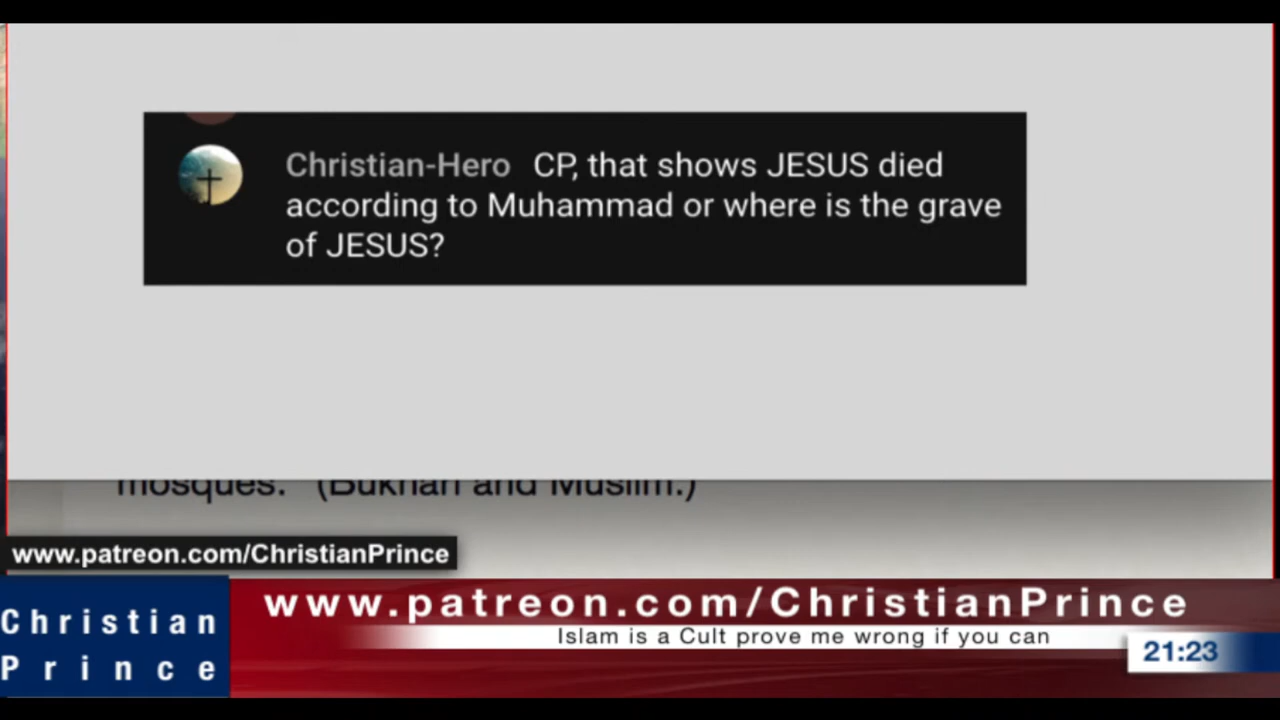 Christian-Hero CP, that shows JESUS died
according to Muhammad or where is the grave
of JESUS?
mosques. (Bukhari and Muslim.)
www.patreon.com/ChristianPrince
Christian
Prince
www.patreon.com/ChristianPrince
Islam is a Cult prove me wrong if you can
21:23